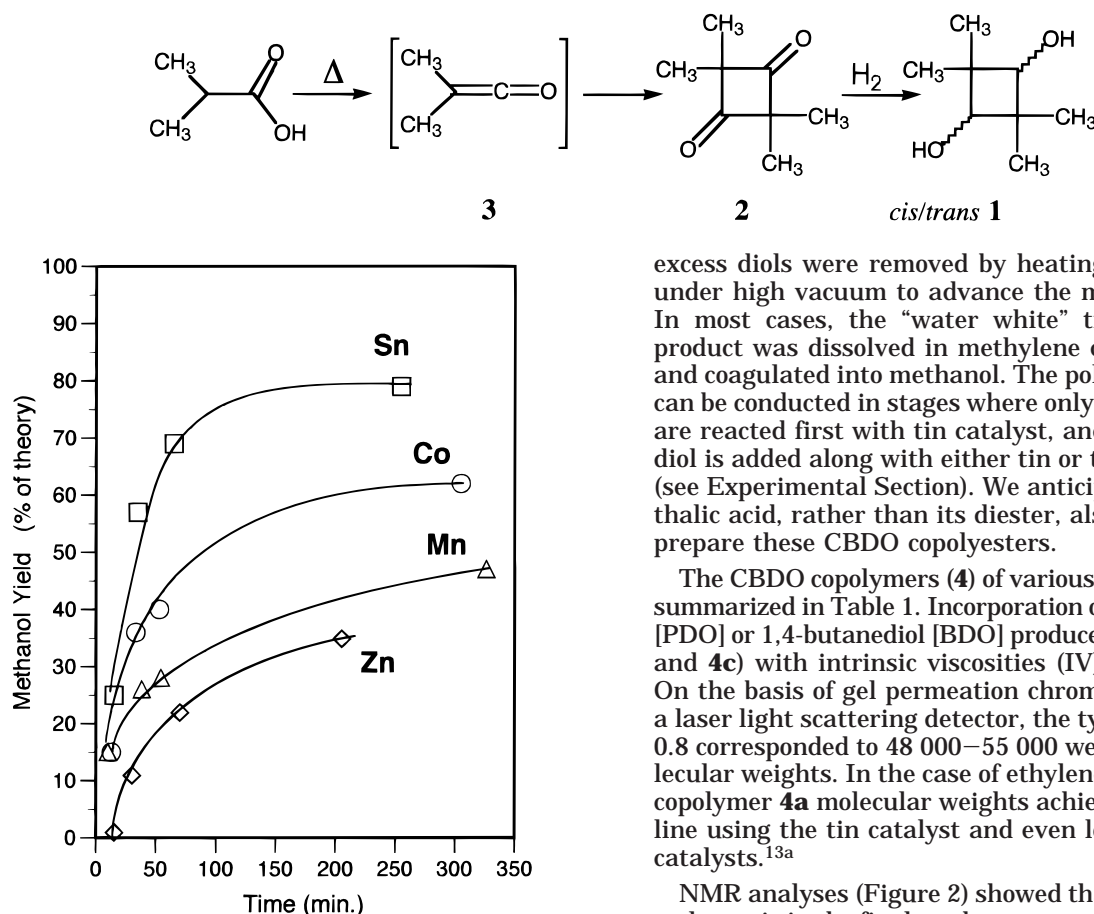 CH3 O CH3 O CH3 OH
CH3 Δ CH3 C O CH3 H2 CH3
CH3 OH CH3 O CH3 HO CH3
CH3 CH3
3 2 cis/trans 1
100
90
80
70
60
50
40
30
20
10
0
Methanol Yield (% of theory)
Sn
Co
Mn
Zn
0 50 100 150 200 250 300 350
Time (min.)
excess diols were removed by heating
under high vacuum to advance the m
In most cases, the “water white” t
product was dissolved in methylene
and coagulated into methanol. The pol
can be conducted in stages where only
are reacted first with tin catalyst, and
diol is added along with either tin or t
(see Experimental Section). We antici
thalic acid, rather than its diester, als
prepare these CBDO copolyesters.
The CBDO copolymers (4) of various
summarized in Table 1. Incorporation o
[PDO] or 1,4-butanediol [BDO] produce
and 4c) with intrinsic viscosities (IV)
On the basis of gel permeation chrom
a laser light scattering detector, the ty
0.8 corresponded to 48 000−55 000 we
lecular weights. In the case of ethylen
copolymer 4a molecular weights achie
line using the tin catalyst and even l
catalysts.13a
NMR analyses (Figure 2) showed th